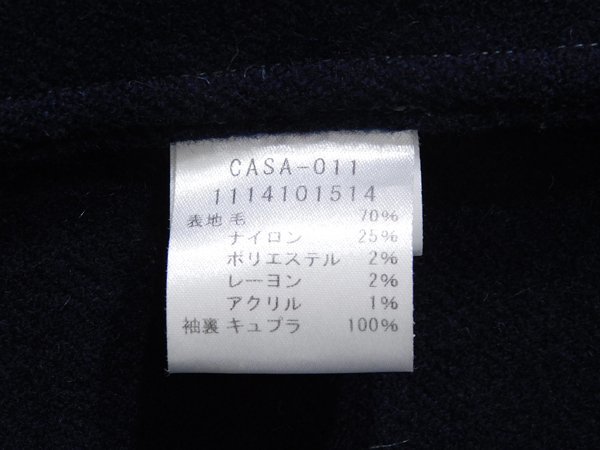 CASA-011
1114101514
表地 毛 70%
ナイロン 25%
ポリエステル 2%
レーヨン 2%
アクリル 1%
袖裏 キュプラ 100%